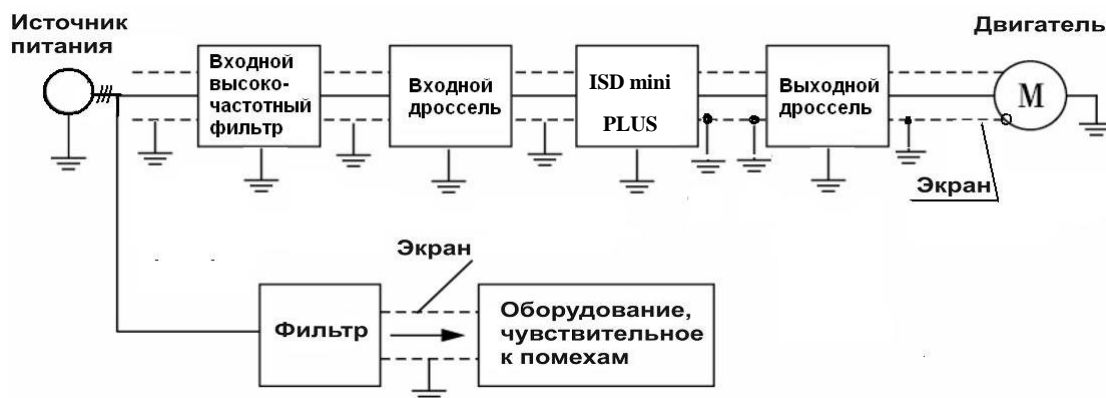 Источник
питания
Входной
высоко-
частотный
фильтр
Входной
дроссель
ISD mini
PLUS
Выходной
дроссель
Двигатель
M
Экран
Экран
Фильтр
Оборудование,
чувствительное
к помехам